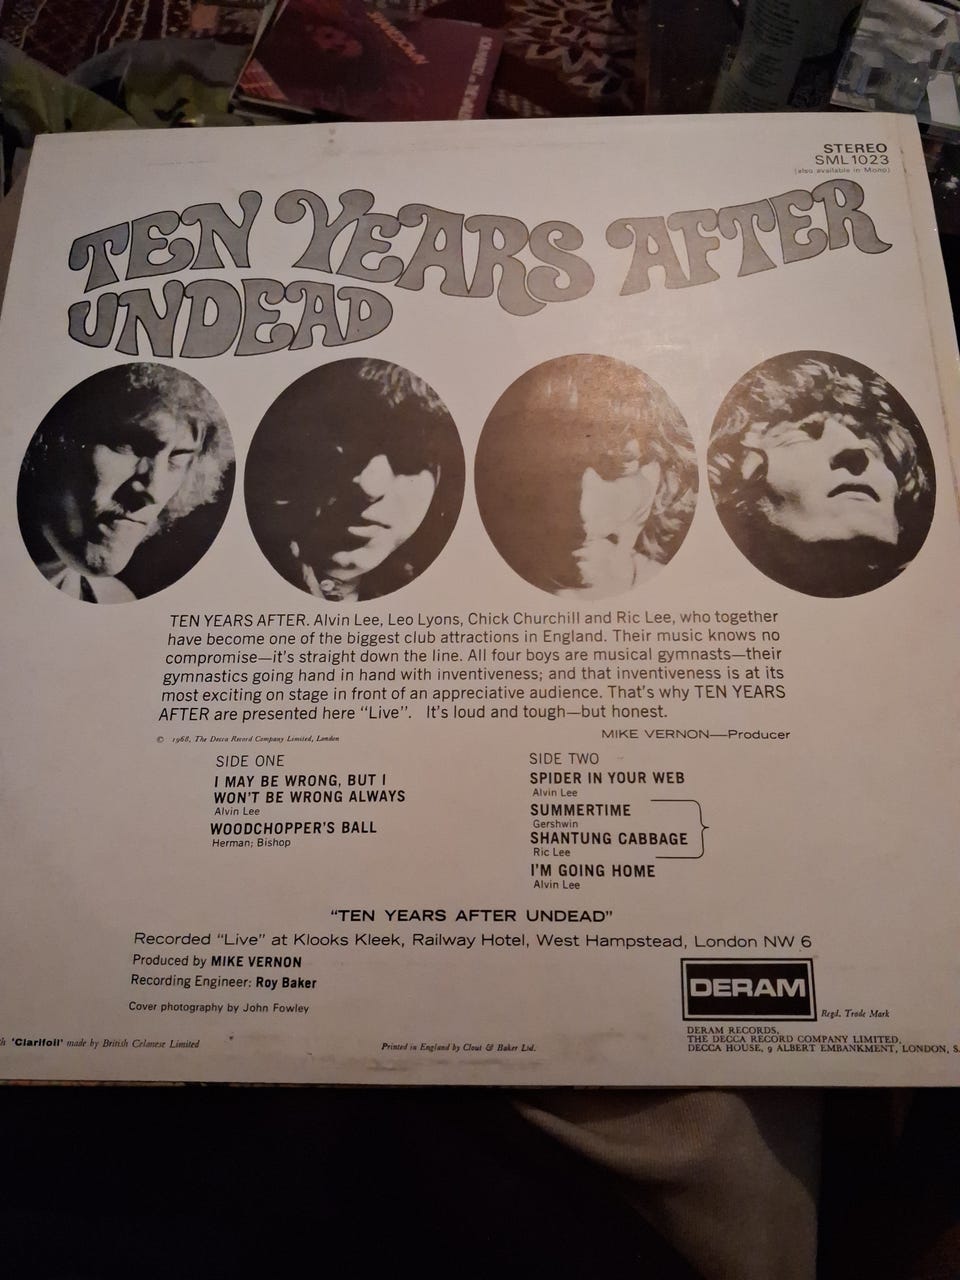 STEREO
SML 1023
(also available in Mono)
TEN YEARS AFTER
UNDEAD
TEN YEARS AFTER. Alvin Lee, Leo Lyons, Chick Churchill and Ric Lee, who together
have become one of the biggest club attractions in England. Their music knows no
compromise—it's straight down the line. All four boys are musical gymnasts—their
gymnastics going hand in hand with inventiveness; and that inventiveness is at its
most exciting on stage in front of an appreciative audience. That's why TEN YEARS
AFTER are presented here "Live". It's loud and tough—but honest.
MIKE VERNON—Producer
© 1968, The Decca Record Company Limited, London
SIDE ONE
I MAY BE WRONG, BUT I
WON'T BE WRONG ALWAYS
Alvin Lee
WOODCHOPPER'S BALL
Herman; Bishop
SIDE TWO
SPIDER IN YOUR WEB
Alvin Lee
SUMMERTIME
Gershwin
SHANTUNG CABBAGE
Ric Lee
I'M GOING HOME
Alvin Lee
"TEN YEARS AFTER UNDEAD"
Recorded "Live" at Klooks Kleek, Railway Hotel, West Hampstead, London NW 6
Produced by MIKE VERNON
Recording Engineer: Roy Baker
Cover photography by John Fowley
DERAM
Regd. Trade Mark
DERAM RECORDS,
THE DECCA RECORD COMPANY LIMITED,
DECCA HOUSE, 9 ALBERT EMBANKMENT, LONDON, S.
'Clarifoil' made by British Celanese Limited
Printed in England by Clout & Baker Ltd.